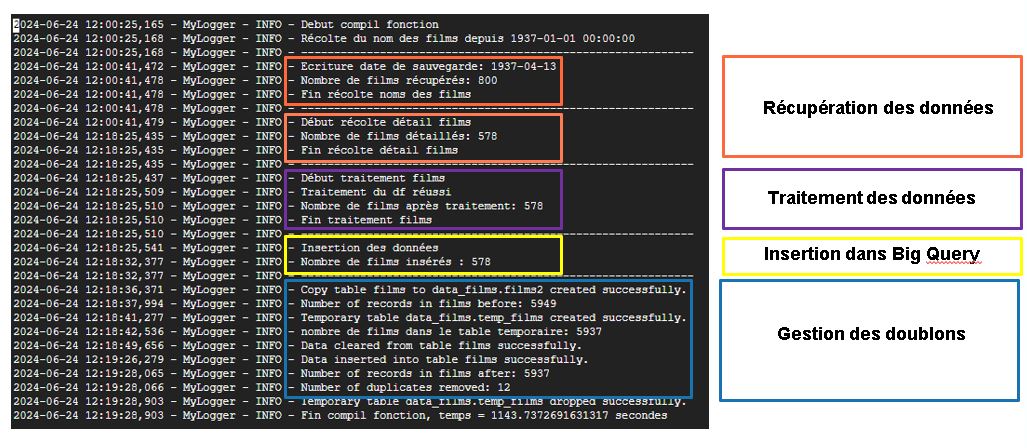 2024-06-24 12:00:25,165 - MyLogger - INFO - Debut compil fonction
2024-06-24 12:00:25,168 - MyLogger - INFO - Récolte du nom des films depuis 1937-01-01 00:00:00
2024-06-24 12:00:25,168 - MyLogger - INFO - ------------------------------------------------------------
2024-06-24 12:00:41,472 - MyLogger - INFO - Ecriture date de sauvegarde: 1937-04-13
2024-06-24 12:00:41,478 - MyLogger - INFO - Nombre de films récupérés: 800
2024-06-24 12:00:41,478 - MyLogger - INFO - Fin récolte noms des films
2024-06-24 12:00:41,478 - MyLogger - INFO - ------------------------------------------------------------
2024-06-24 12:00:41,479 - MyLogger - INFO - Début récolte détail films
2024-06-24 12:18:25,435 - MyLogger - INFO - Nombre de films détaillés: 578
2024-06-24 12:18:25,435 - MyLogger - INFO - Fin récolte détail films
2024-06-24 12:18:25,435 - MyLogger - INFO - ------------------------------------------------------------
2024-06-24 12:18:25,437 - MyLogger - INFO - Début traitement films
2024-06-24 12:18:25,509 - MyLogger - INFO - Traitement du df réussi
2024-06-24 12:18:25,510 - MyLogger - INFO - Nombre de films après traitement: 578
2024-06-24 12:18:25,510 - MyLogger - INFO - Fin traitement films
2024-06-24 12:18:25,510 - MyLogger - INFO - ------------------------------------------------------------
2024-06-24 12:18:25,541 - MyLogger - INFO - Insertion des données
2024-06-24 12:18:32,377 - MyLogger - INFO - Nombre de films insérés : 578
2024-06-24 12:18:32,377 - MyLogger - INFO - ------------------------------------------------------------
2024-06-24 12:18:36,371 - MyLogger - INFO - Copy table films to data_films.films2 created successfully.
2024-06-24 12:18:37,994 - MyLogger - INFO - Number of records in films before: 5949
2024-06-24 12:18:41,277 - MyLogger - INFO - Temporary table data_films.temp_films created successfully.
2024-06-24 12:18:42,536 - MyLogger - INFO - nombre de films dans le table temporaire: 5937
2024-06-24 12:18:49,656 - MyLogger - INFO - Data cleared from table films successfully.
2024-06-24 12:19:26,279 - MyLogger - INFO - Data inserted into table films successfully.
2024-06-24 12:19:28,065 - MyLogger - INFO - Number of records in films after: 5937
2024-06-24 12:19:28,066 - MyLogger - INFO - Number of duplicates removed: 12
2024-06-24 12:19:28,903 - MyLogger - INFO - Temporary table data_films.temp_films dropped successfully.
2024-06-24 12:19:28,903 - MyLogger - INFO - Fin compil fonction, temps = 1143.7372691631317 secondes
Récupération des données
Traitement des données
Insertion dans Big Query
Gestion des doublons